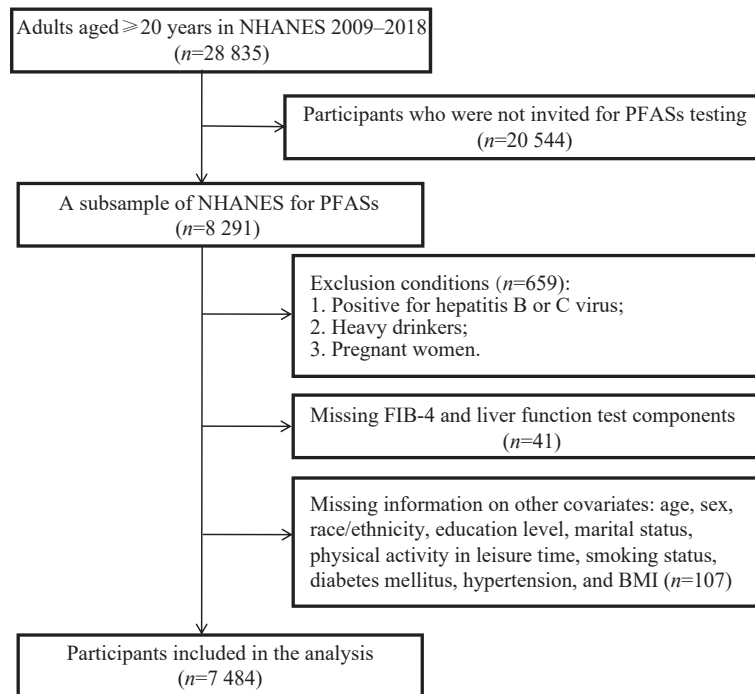 Adults aged ⩾20 years in NHANES 2009–2018
(n=28 835)
Participants who were not invited for PFASs testing
(n=20 544)
A subsample of NHANES for PFASs
(n=8 291)
Exclusion conditions (n=659):
1. Positive for hepatitis B or C virus;
2. Heavy drinkers;
3. Pregnant women.
Missing FIB-4 and liver function test components
(n=41)
Missing information on other covariates: age, sex,
race/ethnicity, education level, marital status,
physical activity in leisure time, smoking status,
diabetes mellitus, hypertension, and BMI (n=107)
Participants included in the analysis
(n=7 484)